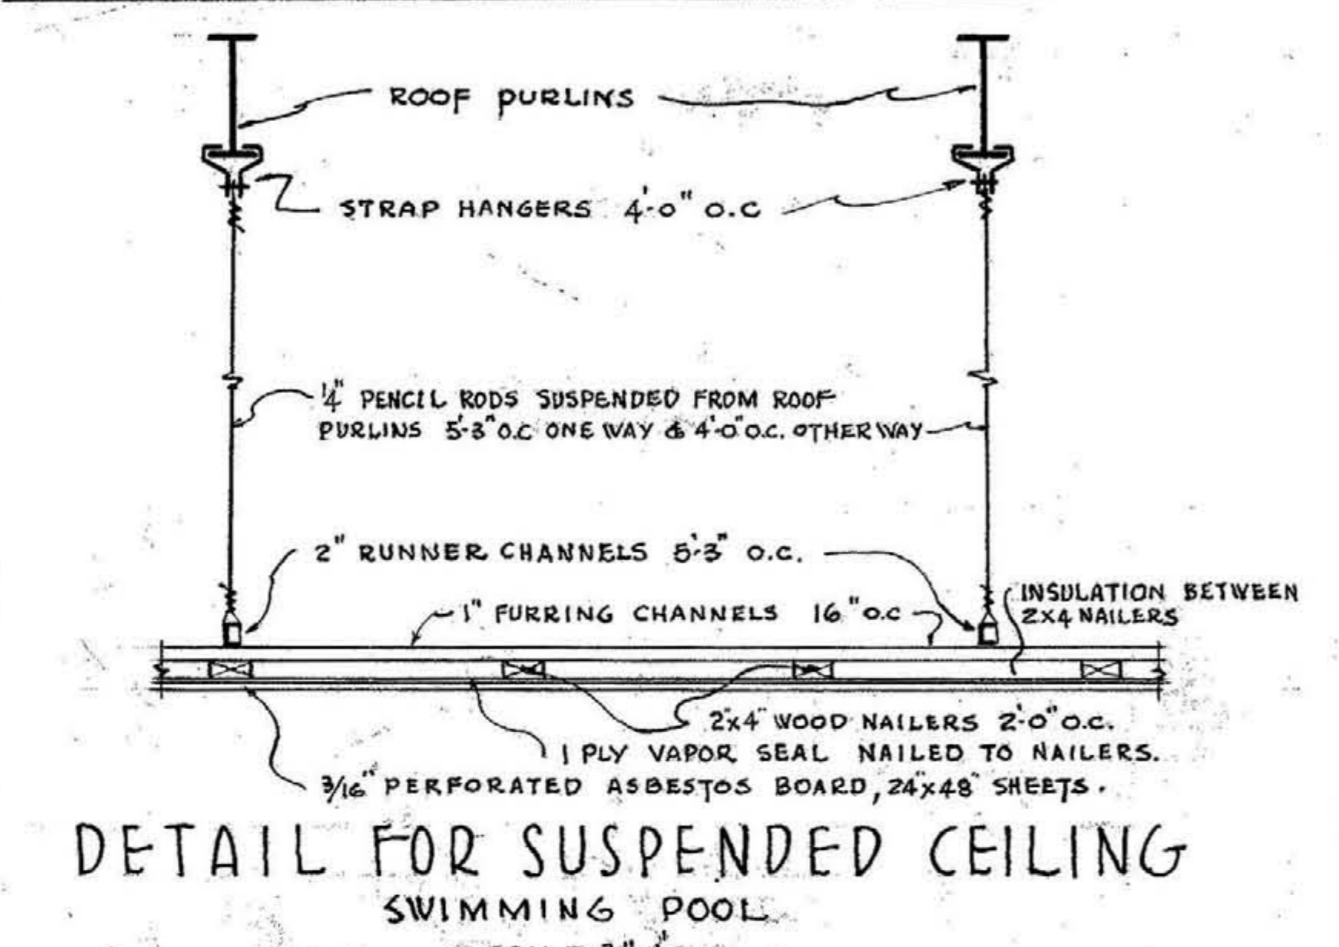 ROOF PURLINS
STRAP HANGERS 4'-0" O.C
1/4" PENCIL RODS SUSPENDED FROM ROOF
PURLINS 5'-3" O.C ONE WAY & 4'-0" O.C. OTHER WAY
2" RUNNER CHANNELS 5'-3" O.C.
INSULATION BETWEEN
2X4 NAILERS
1" FURRING CHANNELS 16" O.C
2"x4" WOOD NAILERS 2'-0" O.C.
1 PLY VAPOR SEAL NAILED TO NAILERS.
3/16" PERFORATED ASBESTOS BOARD, 24"x48" SHEETS.
DETAIL FOR SUSPENDED CEILING
SWIMMING POOL